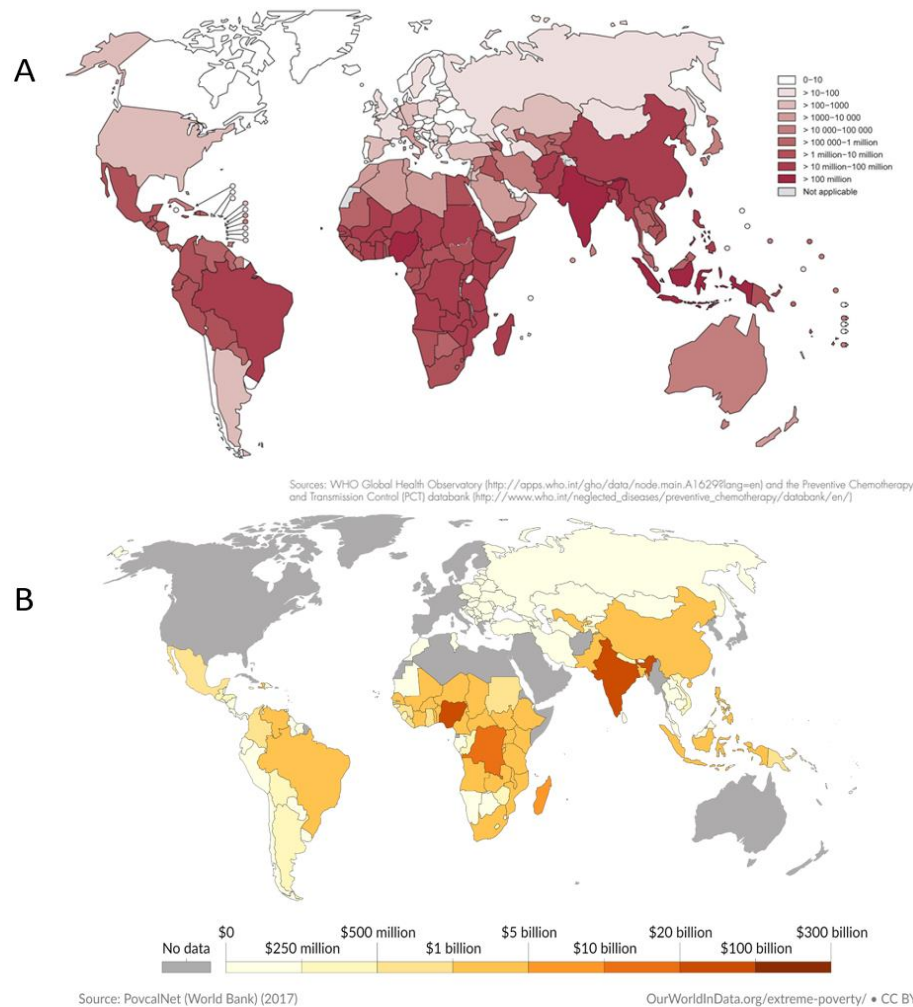 A
0–10
> 10–100
> 100–1000
> 1000–10 000
> 10 000–100 000
> 100 000–1 million
> 1 million–10 million
> 10 million–100 million
> 100 million
Not applicable
Sources: WHO Global Health Observatory (http://apps.who.int/gho/data/node.main.A1629?lang=en) and the Preventive Chemotherapy
and Transmission Control (PCT) databank (http://www.who.int/neglected_diseases/preventive_chemotherapy/databank/en/)
B
$0 $500 million $5 billion $20 billion $300 billion
No data $250 million $1 billion $10 billion $100 billion
Source: PovcalNet (World Bank) (2017) OurWorldInData.org/extreme-poverty/ • CC BY